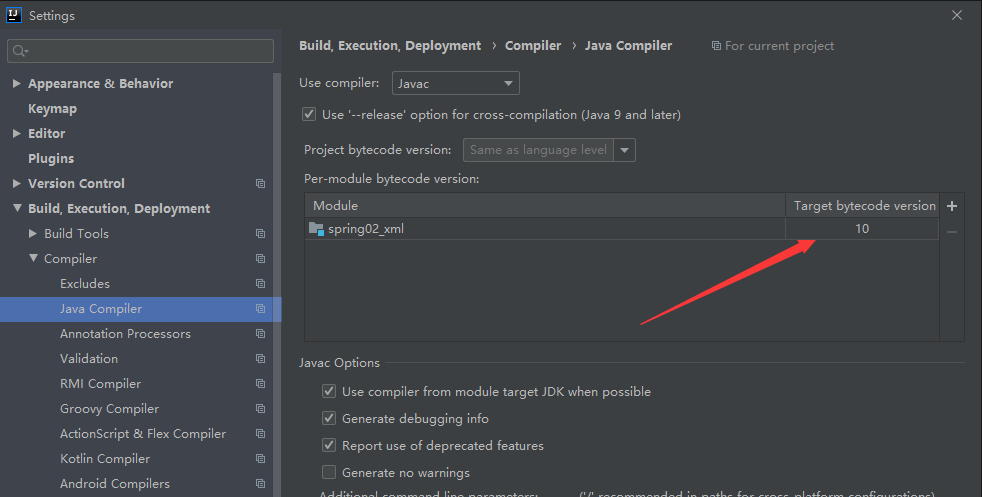 Settings
Appearance & Behavior
Keymap
Editor
Plugins
Version Control
Build, Execution, Deployment
Build Tools
Compiler
Excludes
Java Compiler
Annotation Processors
Validation
RMI Compiler
Groovy Compiler
ActionScript & Flex Compiler
Kotlin Compiler
Android Compilers
Build, Execution, Deployment › Compiler › Java Compiler For current project
Use compiler: Javac
Use '--release' option for cross-compilation (Java 9 and later)
Project bytecode version: Same as language level
Per-module bytecode version:
Module Target bytecode version
spring02_xml 10
Javac Options
Use compiler from module target JDK when possible
Generate debugging info
Report use of deprecated features
Generate no warnings
Additional command line parameters: ('/' recommended in paths for cross-platform configurations)